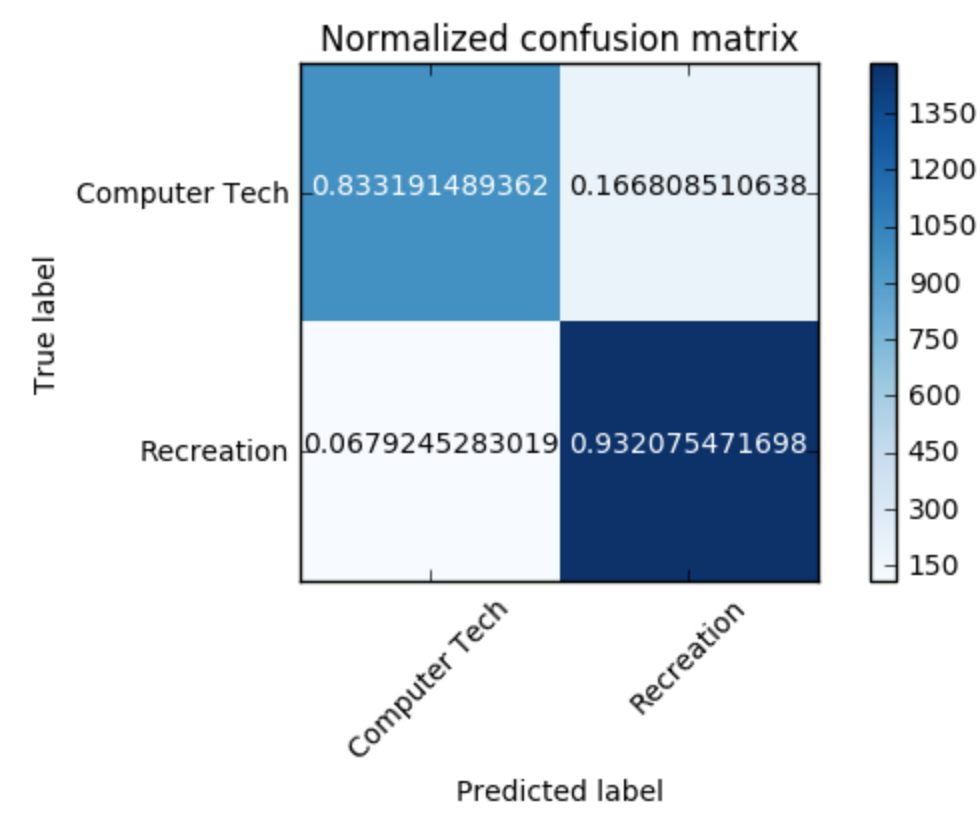 Normalized confusion matrix
Computer Tech
0.833191489362
0.166808510638
True label
Recreation
0.0679245283019
0.932075471698
Computer Tech
Recreation
Predicted label
1350
1200
1050
900
750
600
450
300
150